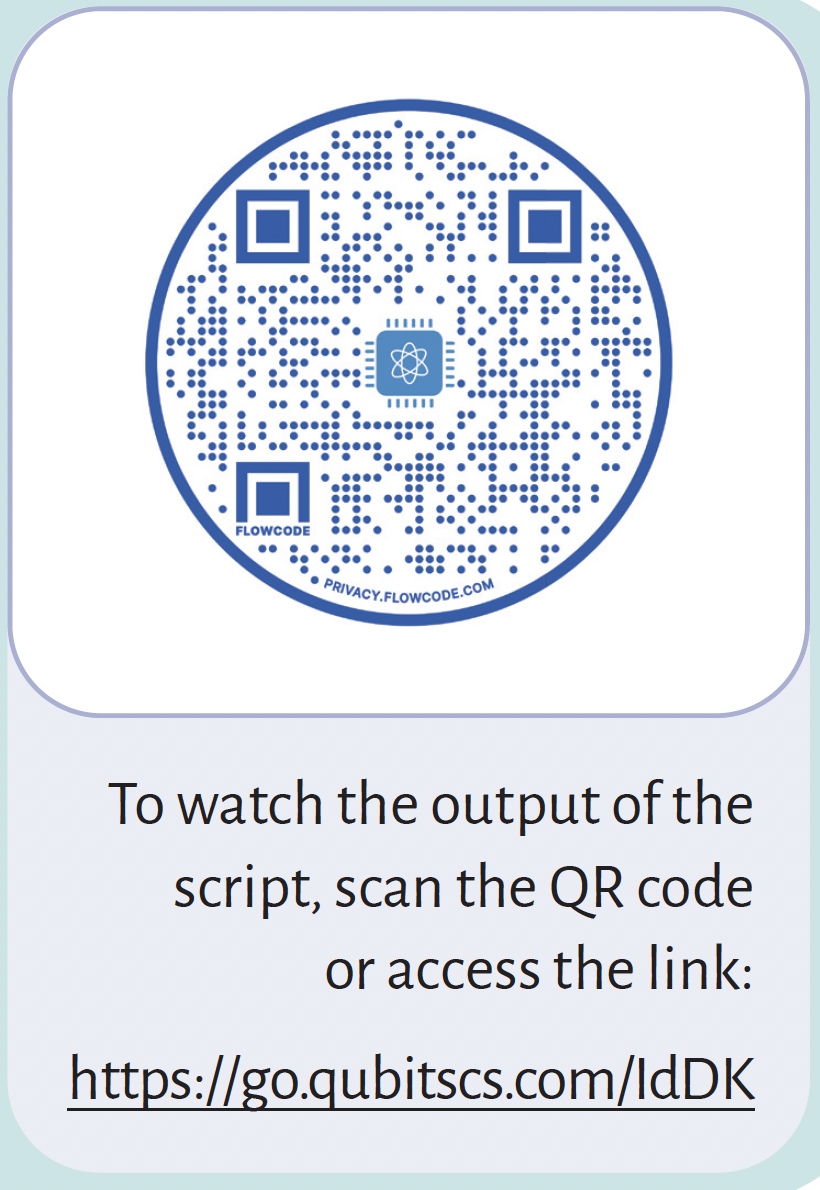 FLOWCODE
PRIVACY.FLOWCODE.COM
To watch the output of the
script, scan the QR code
or access the link:
https://go.qubitscs.com/IdDK